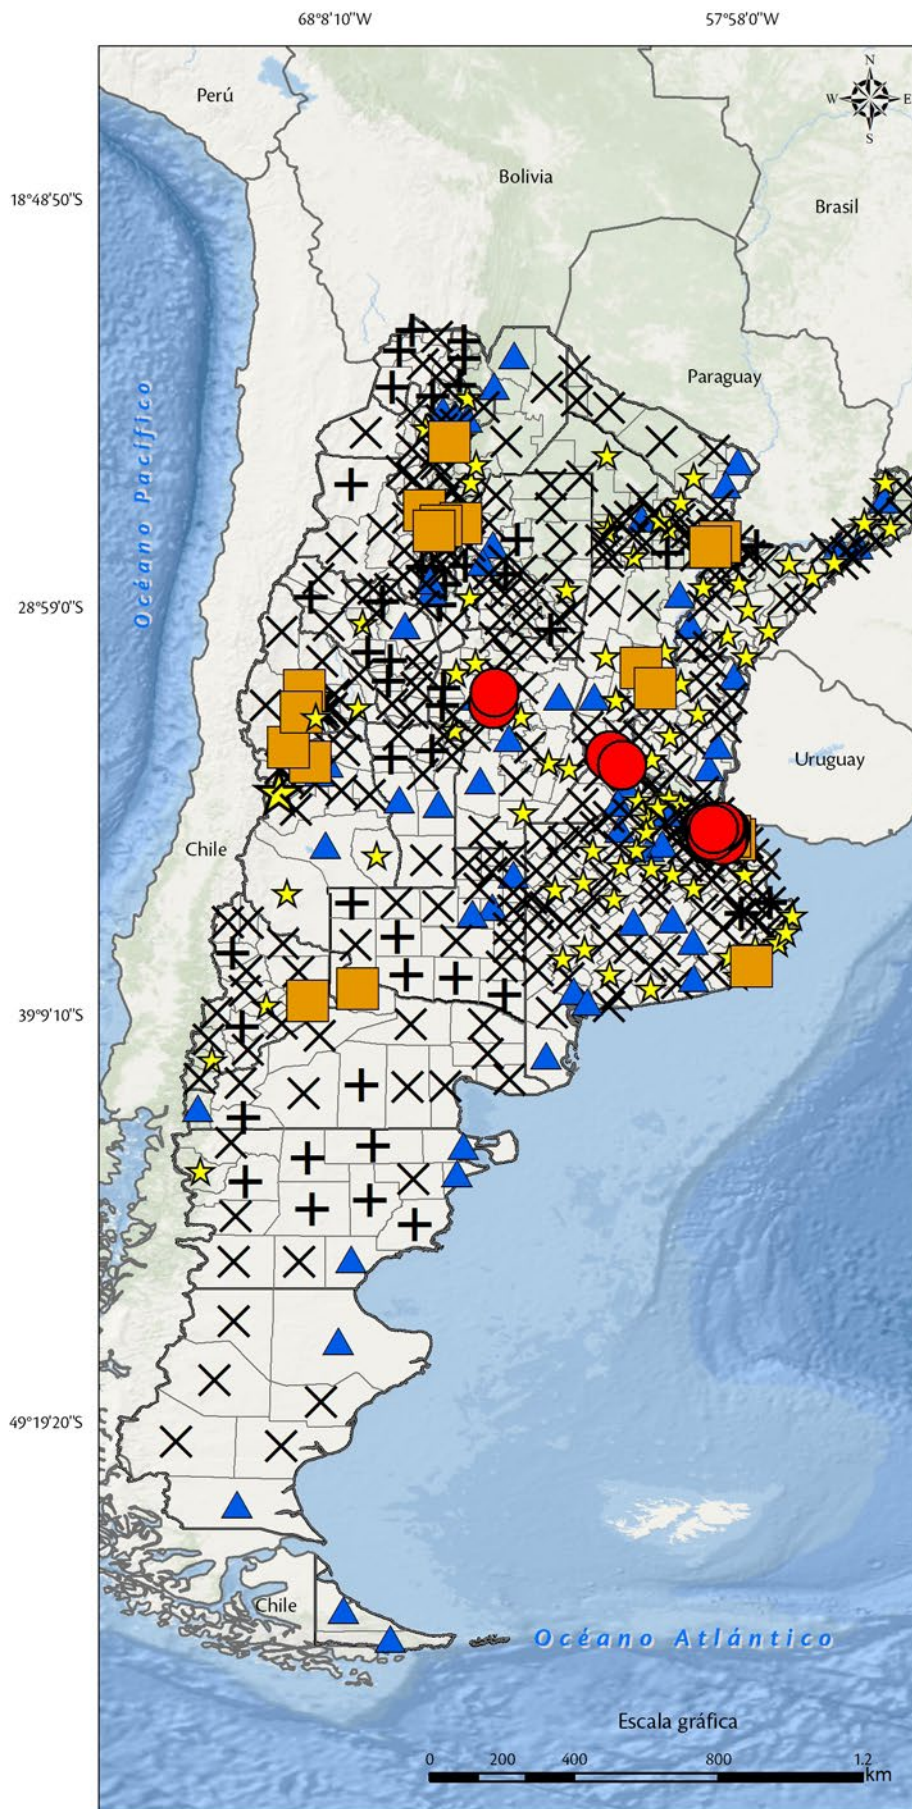 68°8'10"W
57°58'0"W
N
W
E
S
Perú
18°48'50"S
Bolivia
Brasil
Paraguay
Océano Pacífico
28°59'0"S
Uruguay
Chile
39°9'10"S
49°19'20"S
Chile
Océano Atlántico
Escala gráfica
0
200
400
800
1.2
km